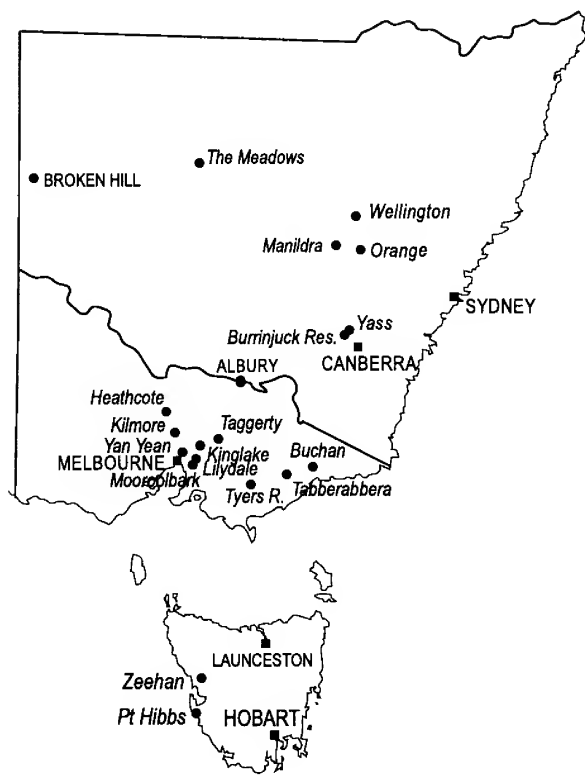 The Meadows
BROKEN HILL
Wellington
Manildra
Orange
SYDNEY
Yass
Burrinjuck Res.
CANBERRA
ALBURY
Heathcote
Kilmore
Taggerty
Yan Yean
Kinglake
Buchan
MELBOURNE
Lilydale
Mooroolbark
Tyers R.
Tabberabbera
LAUNCESTON
Zeehan
Pt Hibbs
HOBART